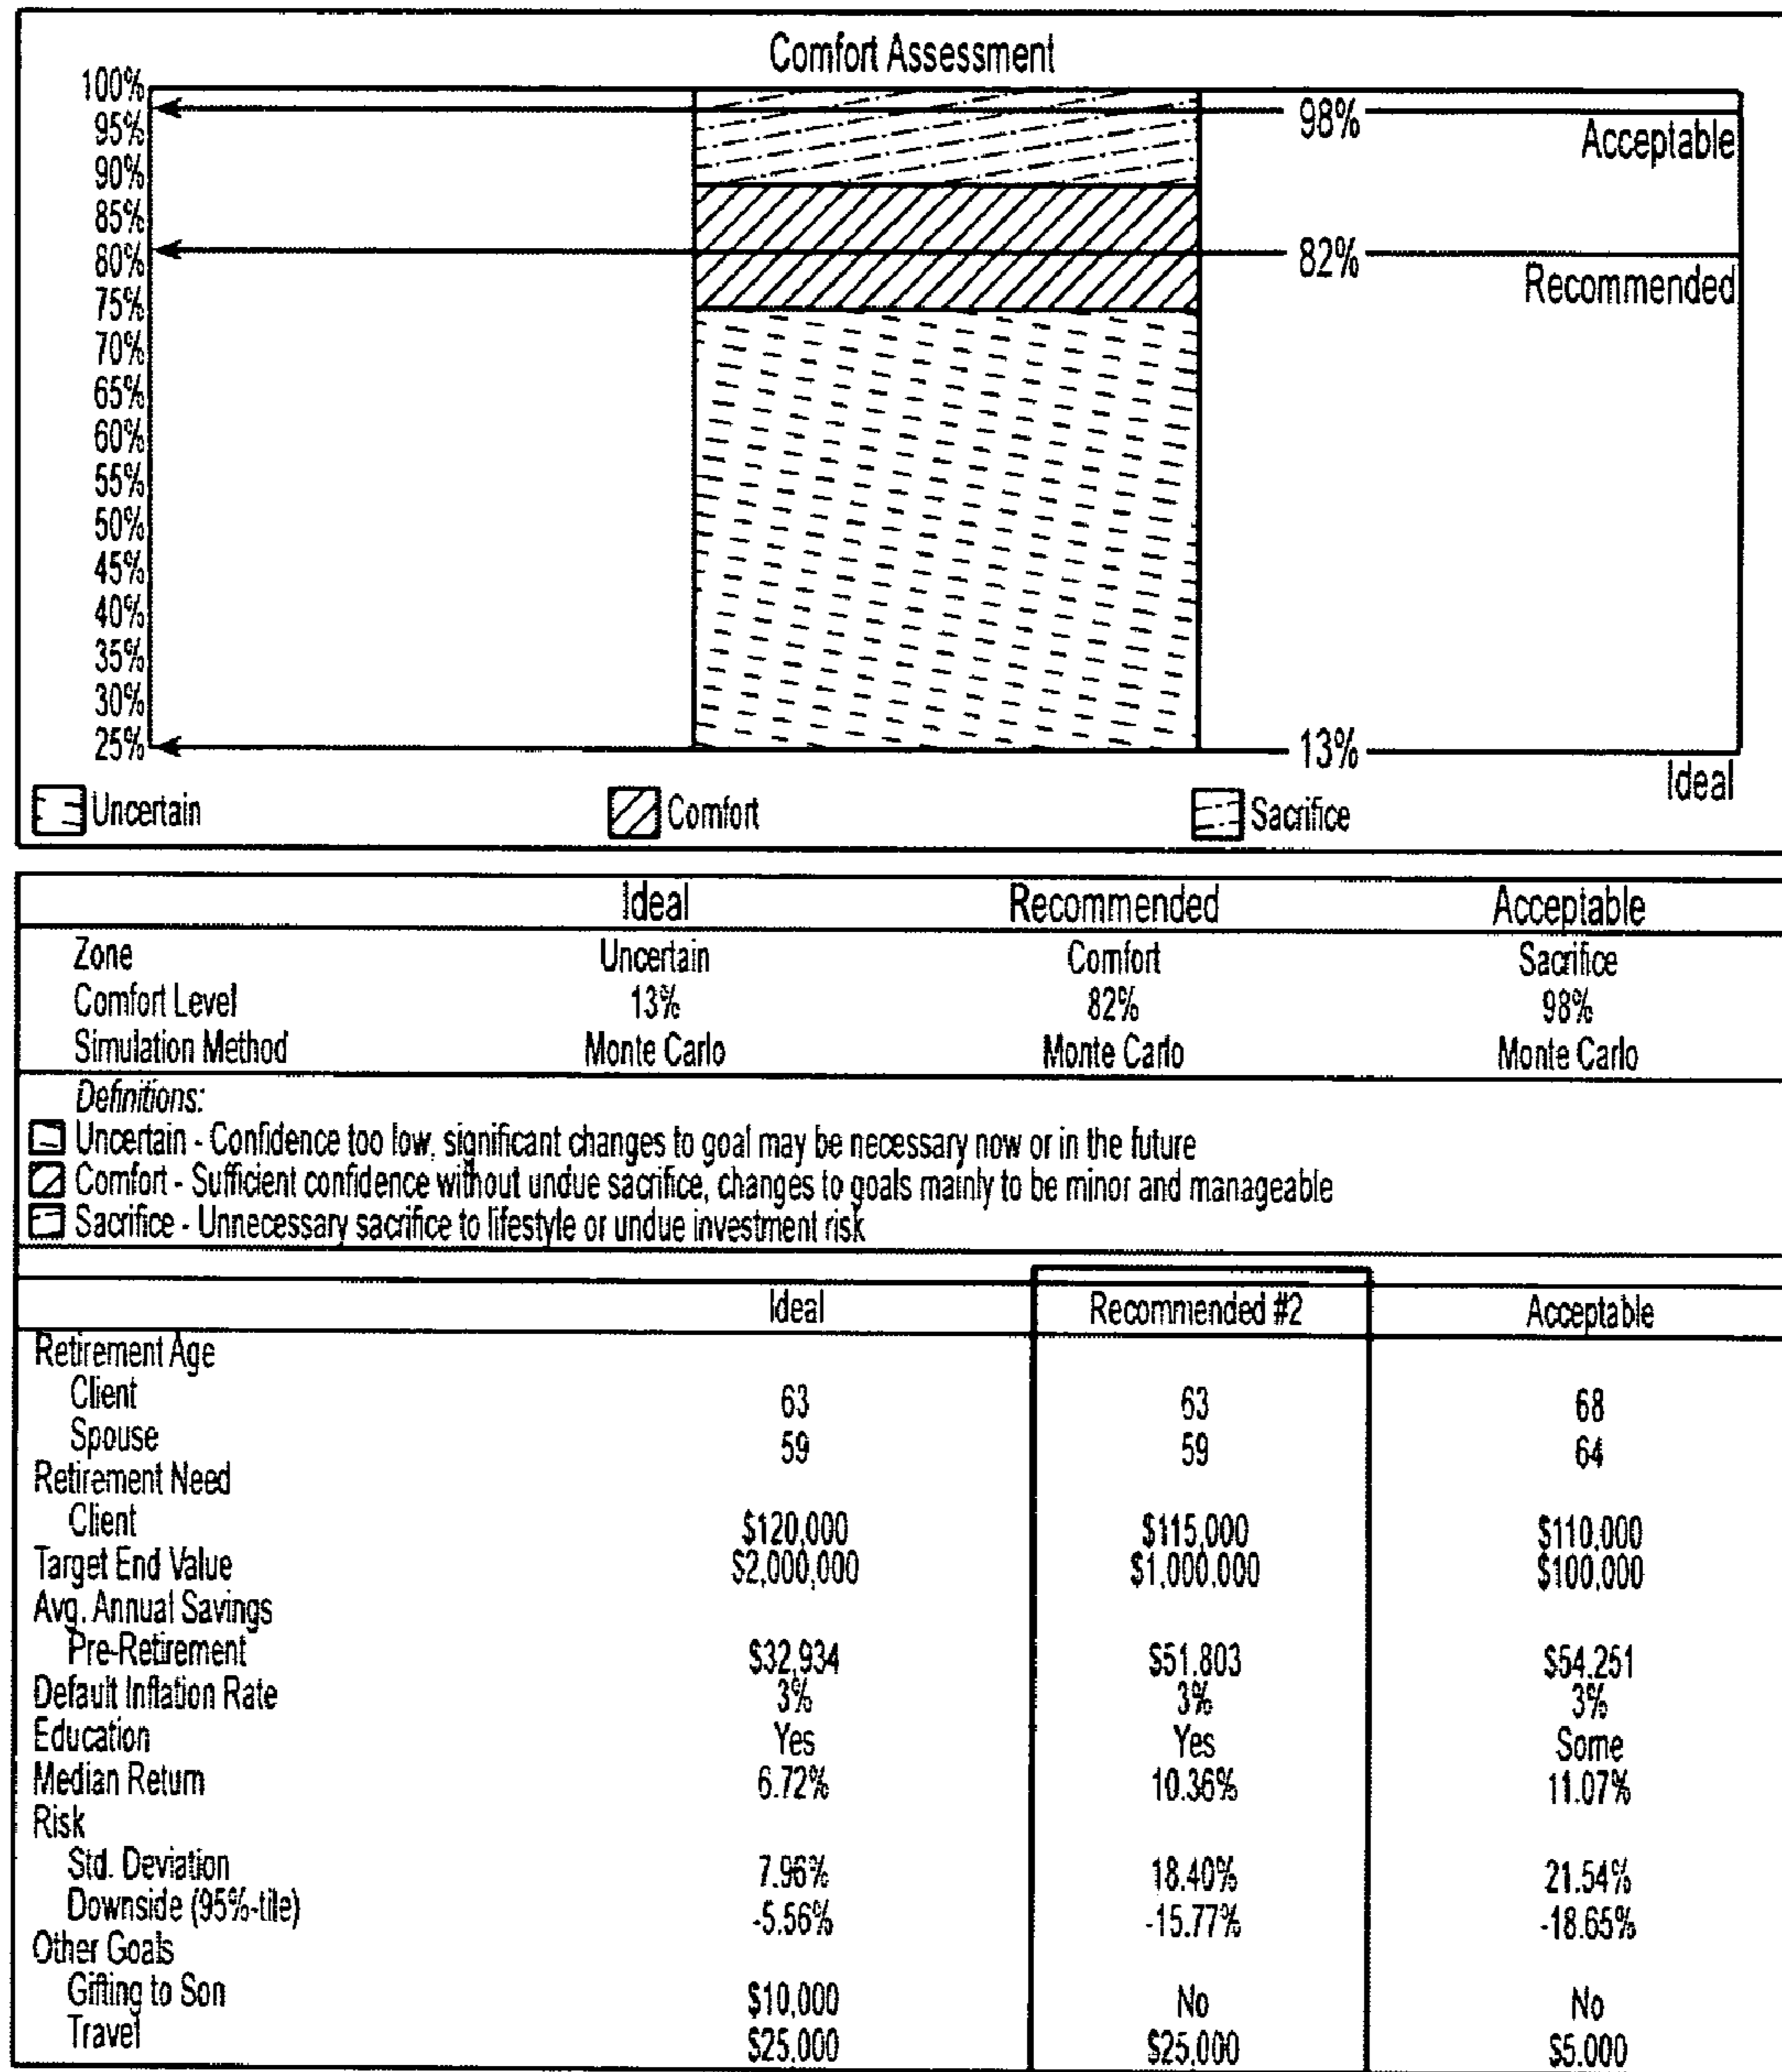 Comfort Assessment
100%
95%
90%
85%
80%
75%
70%
65%
60%
55%
50%
45%
40%
35%
30%
25%
98%
Acceptable
82%
Recommended
13%
Ideal
Uncertain Comfort Sacrifice
Ideal Recommended Acceptable
Zone Uncertain Comfort Sacrifice
Comfort Level 13% 82% 98%
Simulation Method Monte Carlo Monte Carlo Monte Carlo
Definitions:
Uncertain - Confidence too low, significant changes to goal may be necessary now or in the future
Comfort - Sufficient confidence without undue sacrifice, changes to goals mainly to be minor and manageable
Sacrifice - Unnecessary sacrifice to lifestyle or undue investment risk
Ideal Recommended #2 Acceptable
Retirement Age
Client 63 63 68
Spouse 59 59 64
Retirement Need
Client $120,000 $115,000 $110,000
Target End Value $2,000,000 $1,000,000 $100,000
Avg. Annual Savings
Pre-Retirement $32,934 $51,803 $54,251
Default Inflation Rate 3% 3% 3%
Education Yes Yes Some
Median Return 6.72% 10.36% 11.07%
Risk
Std. Deviation 7.96% 18.40% 21.54%
Downside (95%-tile) -5.56% -15.77% -18.65%
Other Goals
Gifting to Son $10,000 No No
Travel $25,000 $25,000 $5,000